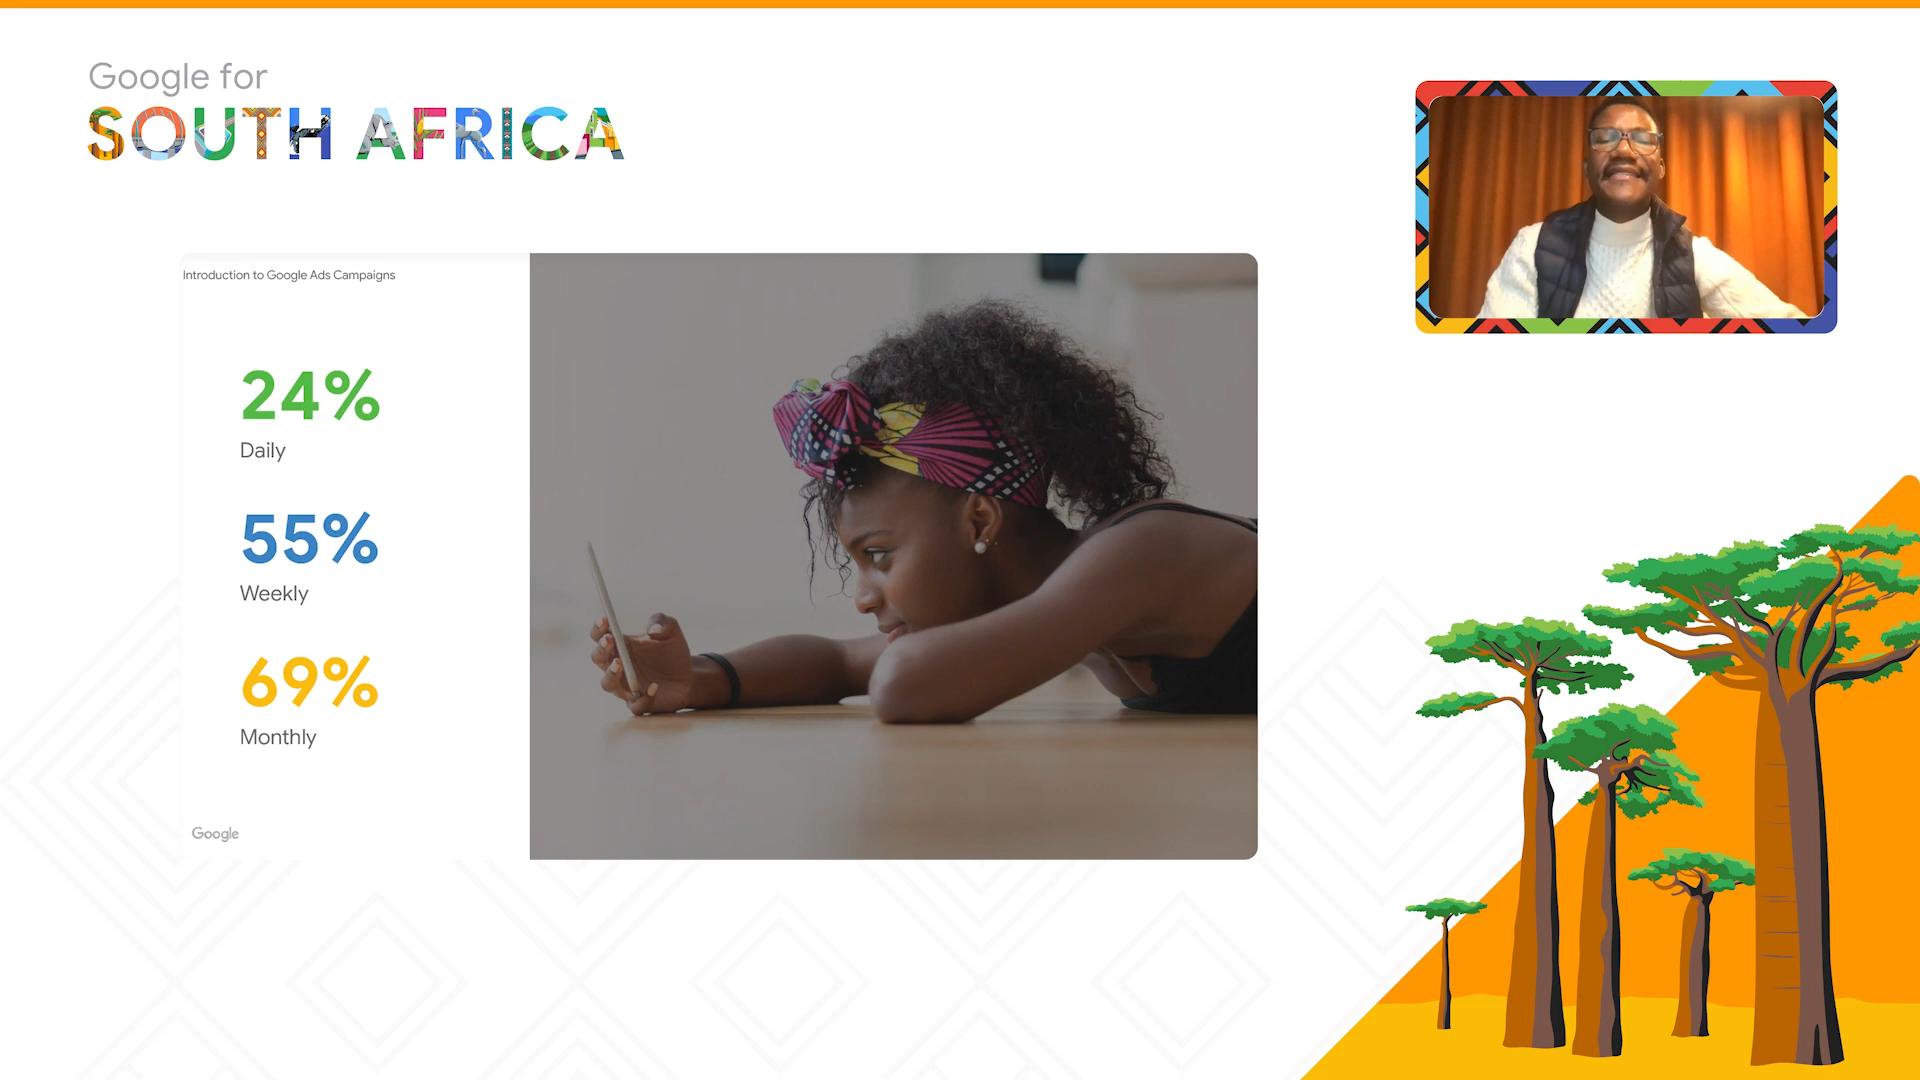 Google for
SOUTH AFRICA
Introduction to Google Ads Campaigns
24%
Daily
55%
Weekly
69%
Monthly
Google